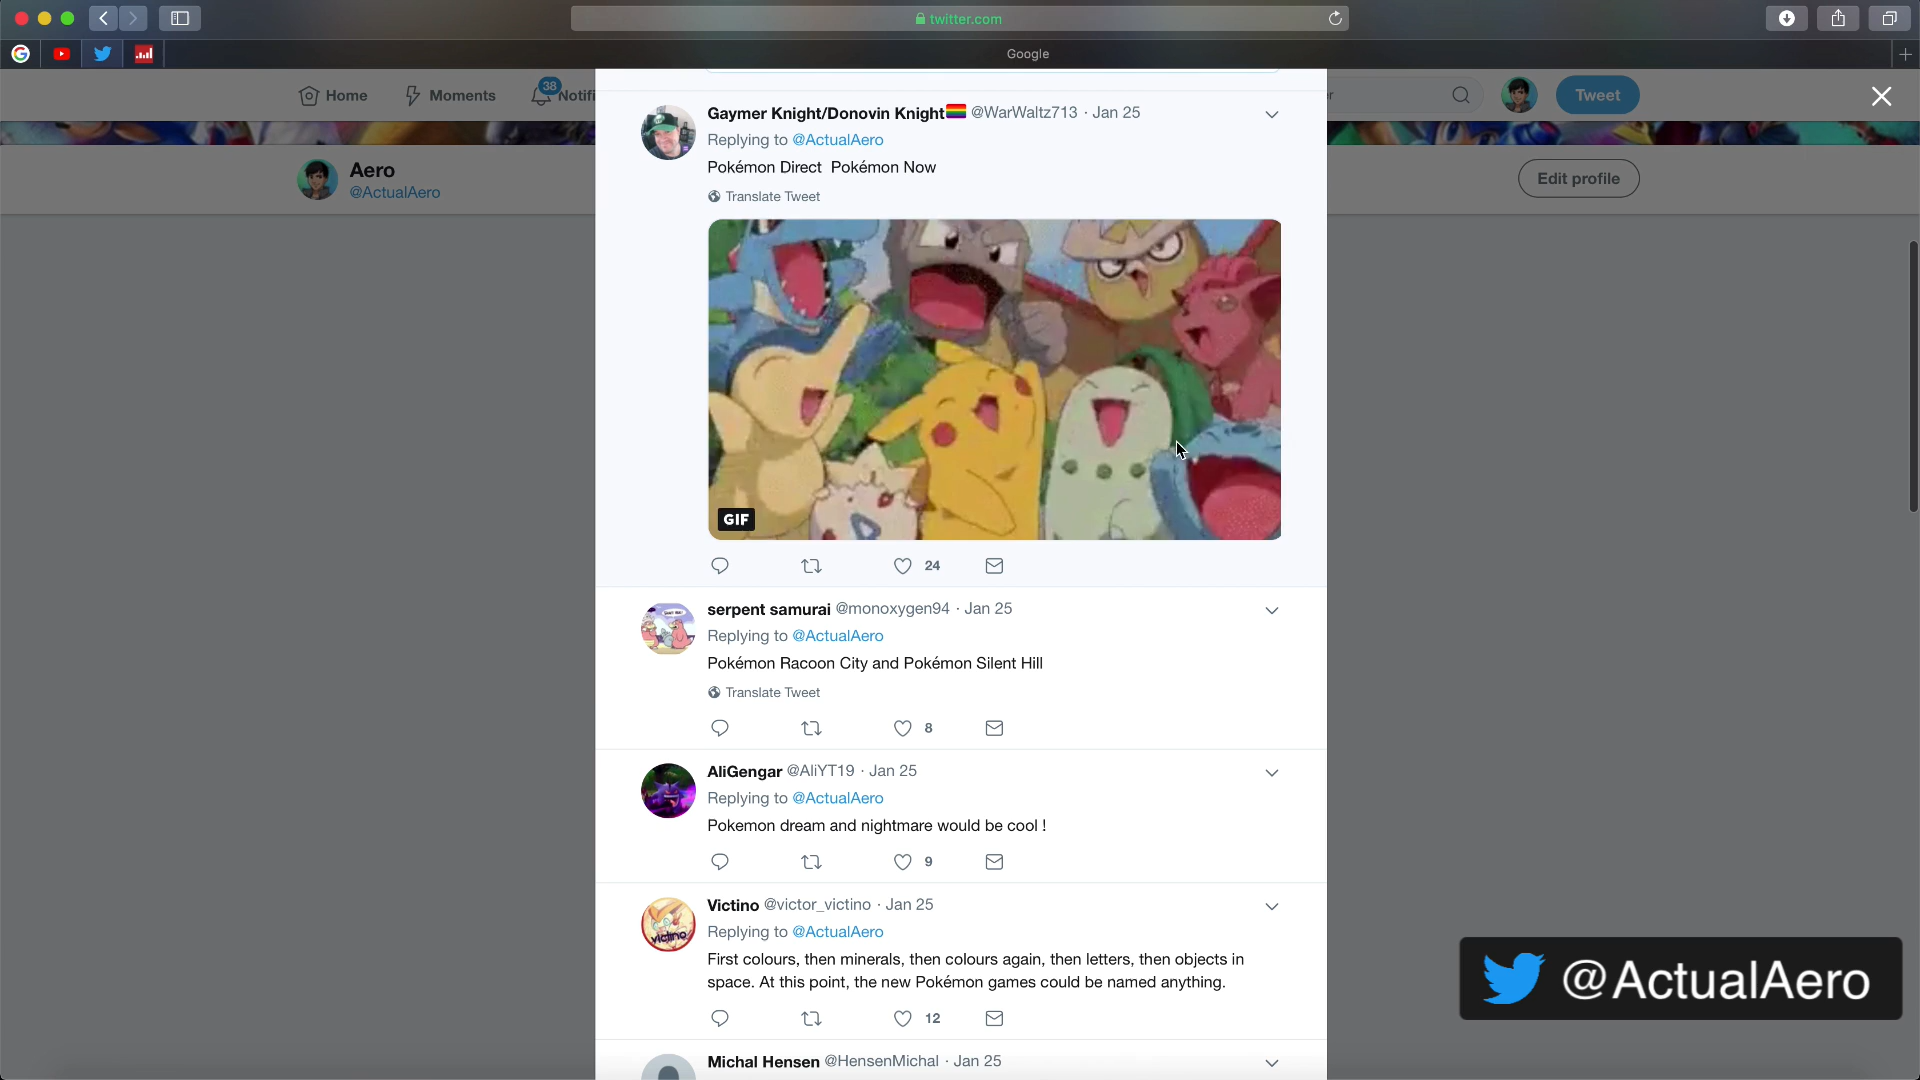 twitter.com
Google
Home
Moments
38
Notifi
Tweet
Aero
@ActualAero
Edit profile
Gaymer Knight/Donovin Knight @WarWaltz713 · Jan 25
Replying to @ActualAero
Pokémon Direct Pokémon Now
Translate Tweet
GIF
24
serpent samurai @monoxygen94 · Jan 25
Replying to @ActualAero
Pokémon Racoon City and Pokémon Silent Hill
Translate Tweet
8
AliGengar @AliYT19 · Jan 25
Replying to @ActualAero
Pokemon dream and nightmare would be cool !
9
Victino @victor_victino · Jan 25
Replying to @ActualAero
First colours, then minerals, then colours again, then letters, then objects in
space. At this point, the new Pokémon games could be named anything.
12
Michal Hensen @HensenMichal · Jan 25
@ActualAero